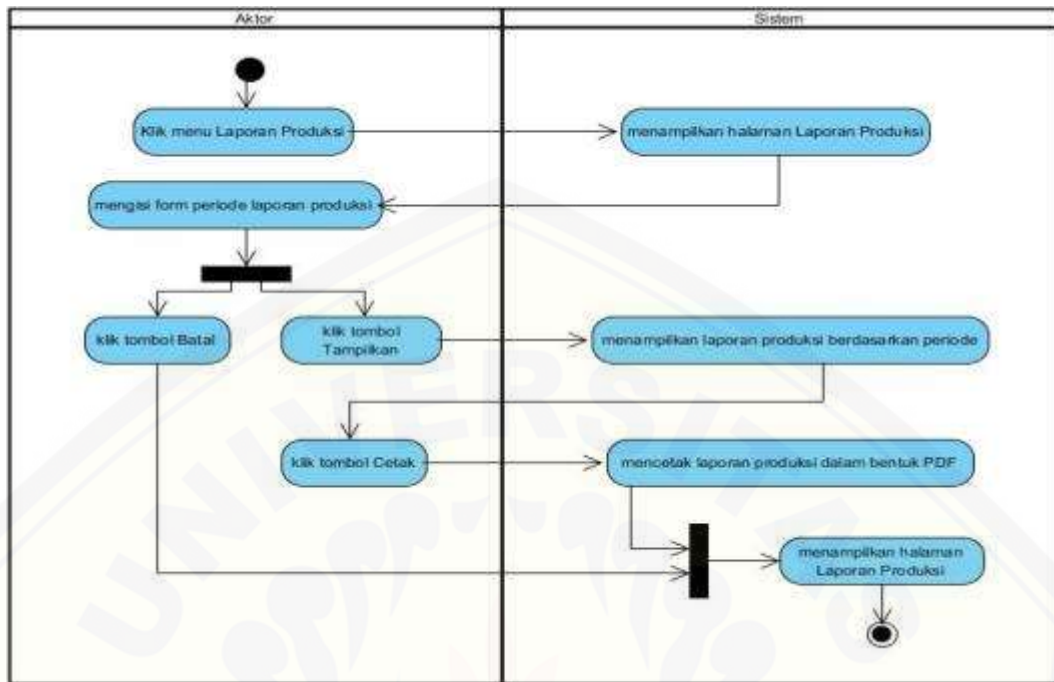 Aktor
Sistem
Klik menu Laporan Produksi
menampilkan halaman Laporan Produksi
mengisi form periode laporan produksi
klik tombol Batal
klik tombol
Tampilkan
menampilkan laporan produksi berdasarkan periode
klik tombol Cetak
mencetak laporan produksi dalam bentuk PDF
menampilkan halaman
Laporan Produksi
UNIVERSITAS